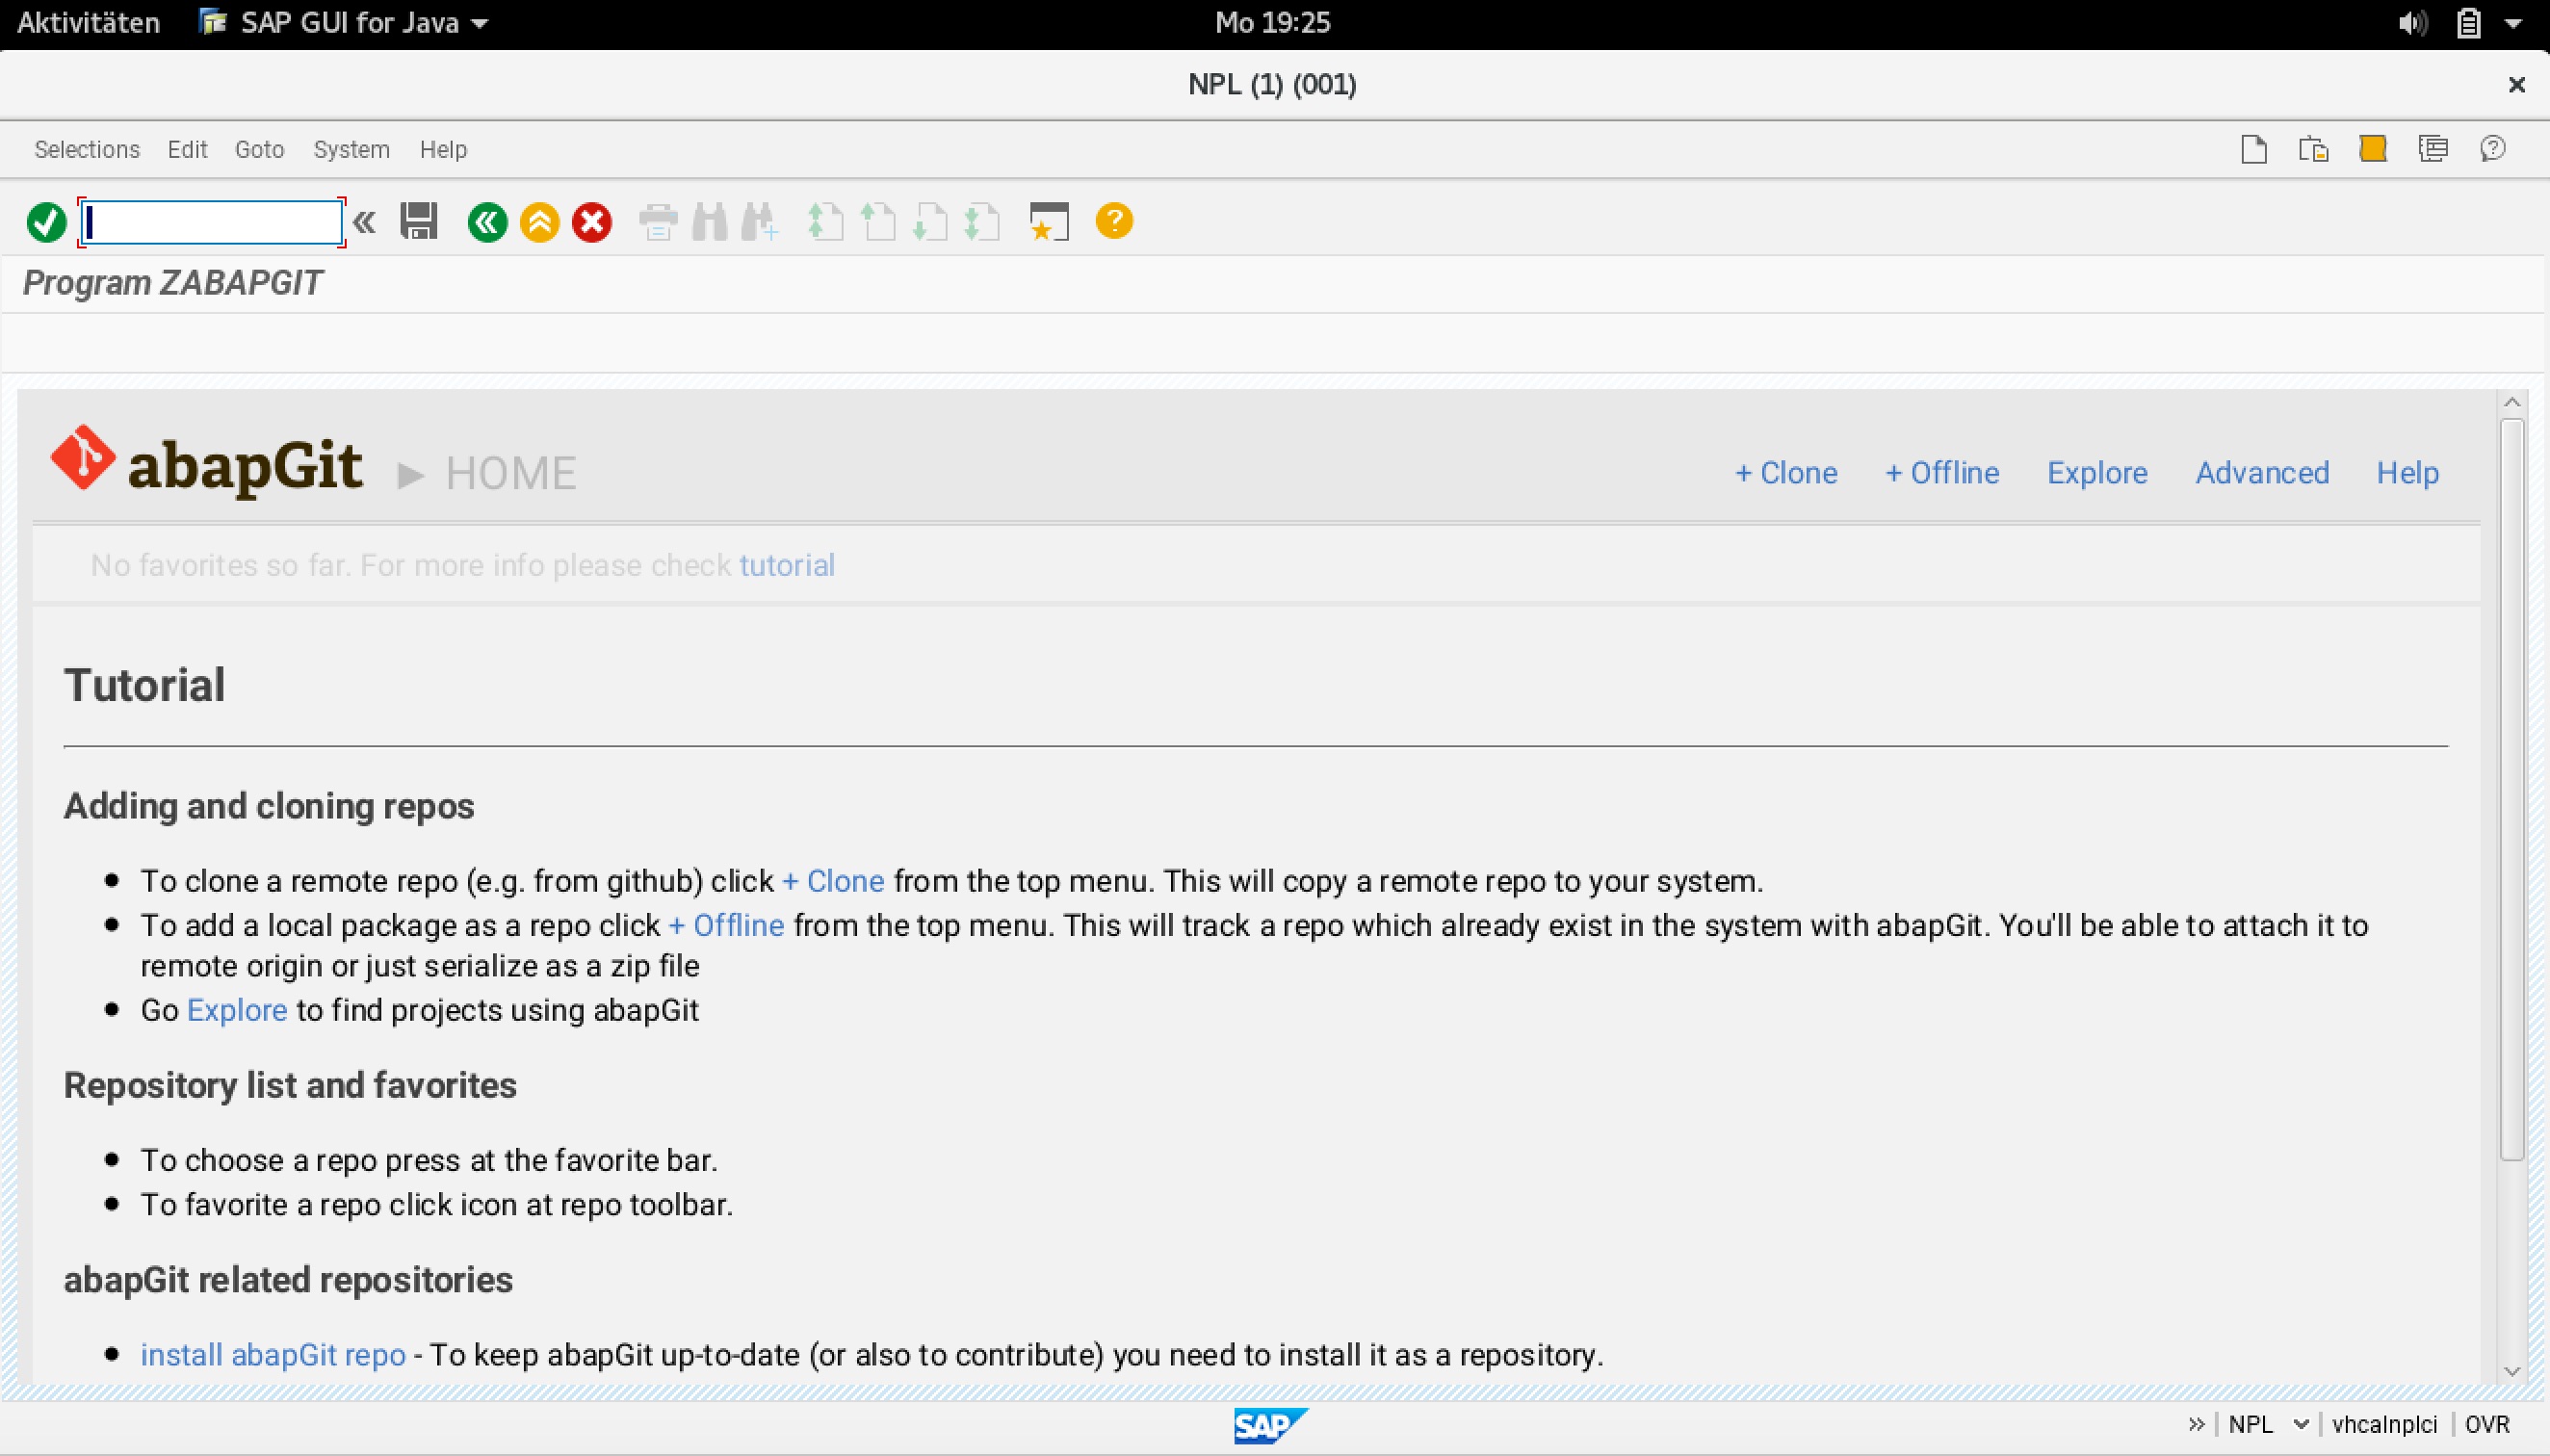 Aktivitäten SAP GUI for Java Mo 19:25
NPL (1) (001)
Selections Edit Goto System Help
Program ZABAPGIT
abapGit ▶ HOME + Clone + Offline Explore Advanced Help
No favorites so far. For more info please check tutorial
Tutorial
Adding and cloning repos
• To clone a remote repo (e.g. from github) click + Clone from the top menu. This will copy a remote repo to your system.
• To add a local package as a repo click + Offline from the top menu. This will track a repo which already exist in the system with abapGit. You'll be able to attach it to
remote origin or just serialize as a zip file
• Go Explore to find projects using abapGit
Repository list and favorites
• To choose a repo press at the favorite bar.
• To favorite a repo click icon at repo toolbar.
abapGit related repositories
• install abapGit repo - To keep abapGit up-to-date (or also to contribute) you need to install it as a repository.
SAP » NPL vhcalnplci OVR